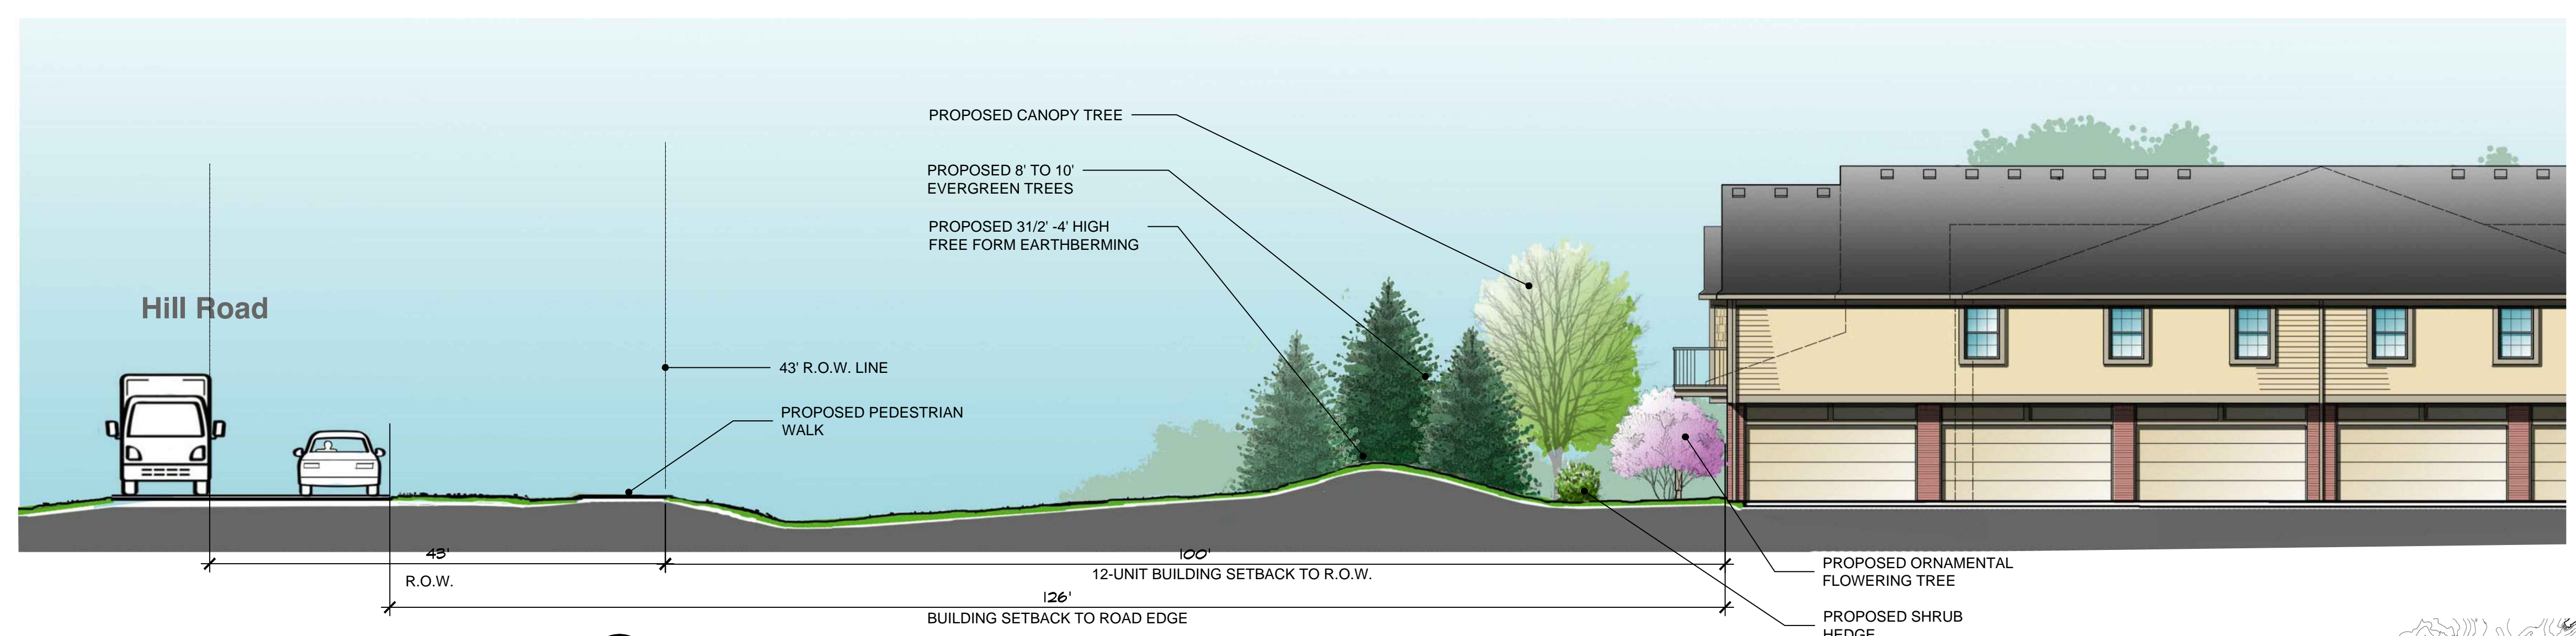 PROPOSED CANOPY TREE
PROPOSED 8' TO 10'
EVERGREEN TREES
PROPOSED 31/2' -4' HIGH
FREE FORM EARTHBERMING
Hill Road
43' R.O.W. LINE
PROPOSED PEDESTRIAN
WALK
43'
R.O.W.
100'
12-UNIT BUILDING SETBACK TO R.O.W.
126'
BUILDING SETBACK TO ROAD EDGE
PROPOSED ORNAMENTAL
FLOWERING TREE
PROPOSED SHRUB
HEDGE